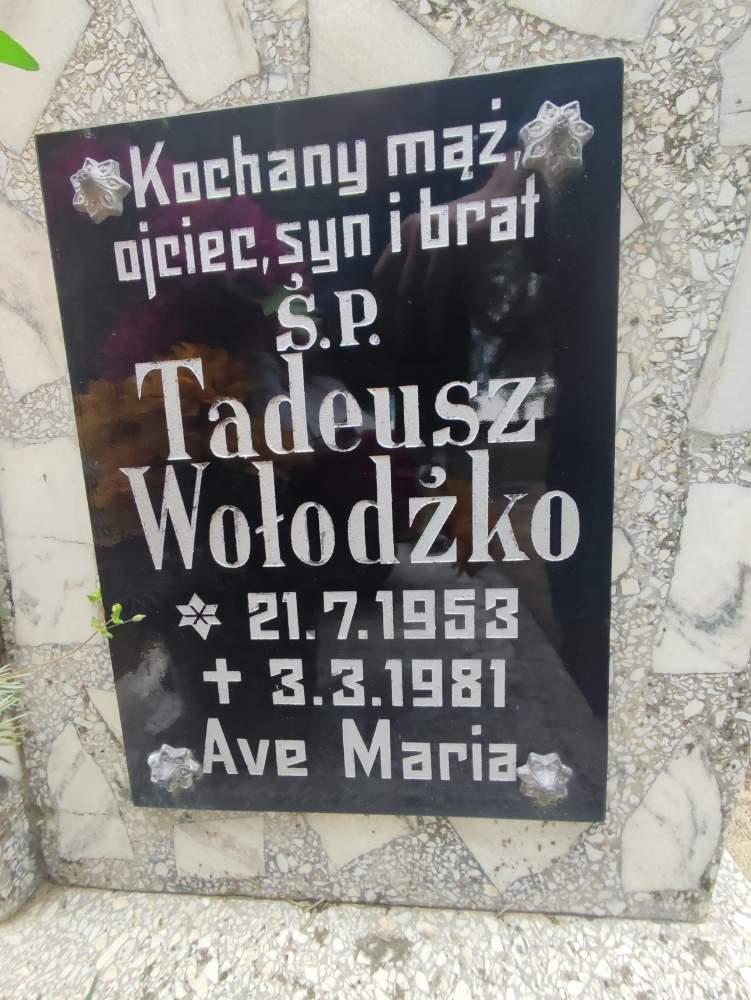 Kochany mąż,
ojciec, syn i brat
Ś.P.
Tadeusz
Wołodźko
* 21.7.1953
+ 3.3.1981
Ave Maria